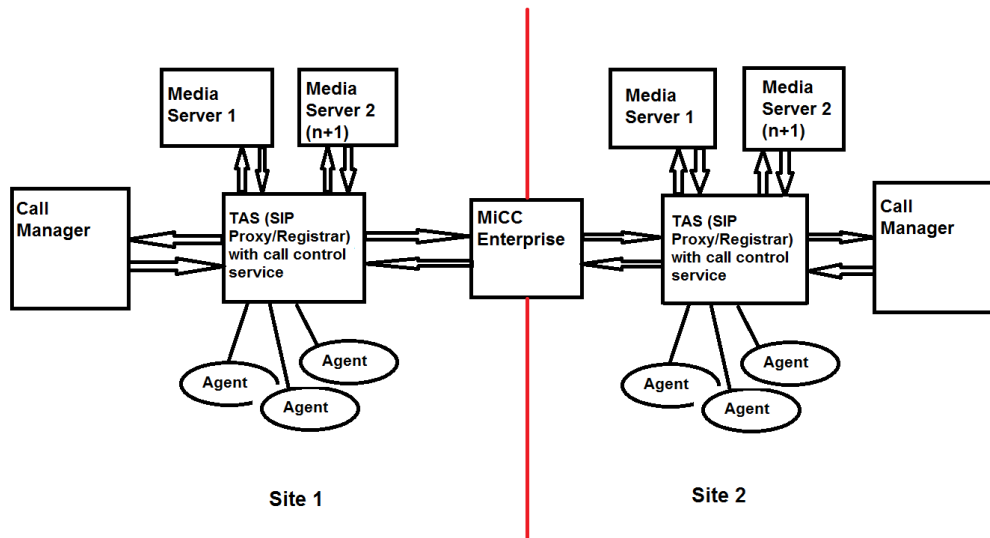 Media
Server 1
Media
Server 2
(n+1)
Media
Server 1
Media
Server 2
(n+1)
Call
Manager
TAS (SIP
Proxy/Registrar)
with call control
service
MiCC
Enterprise
TAS (SIP
Proxy/Registrar)
with call control
service
Call
Manager
Agent
Agent
Agent
Agent
Agent
Agent
Site 1
Site 2